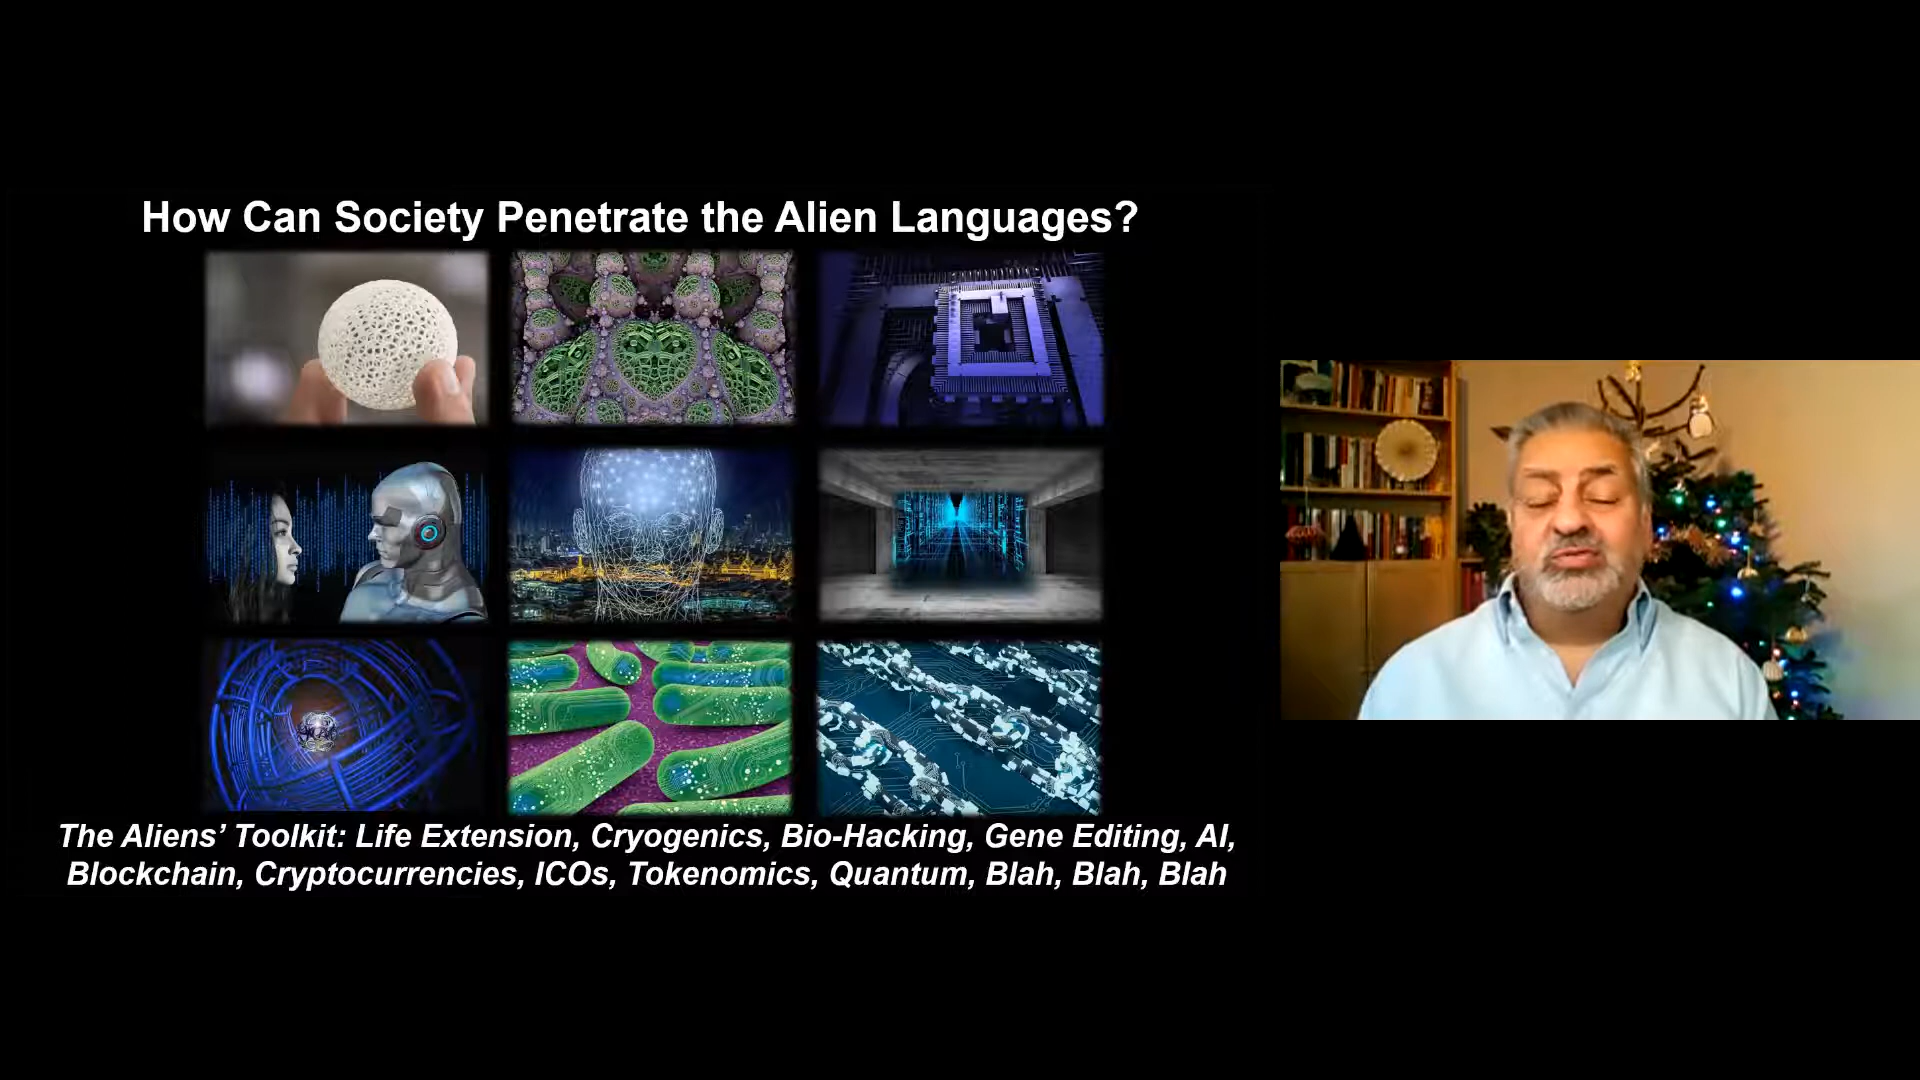 How Can Society Penetrate the Alien Languages?
The Aliens’ Toolkit: Life Extension, Cryogenics, Bio-Hacking, Gene Editing, AI,
Blockchain, Cryptocurrencies, ICOs, Tokenomics, Quantum, Blah, Blah, Blah